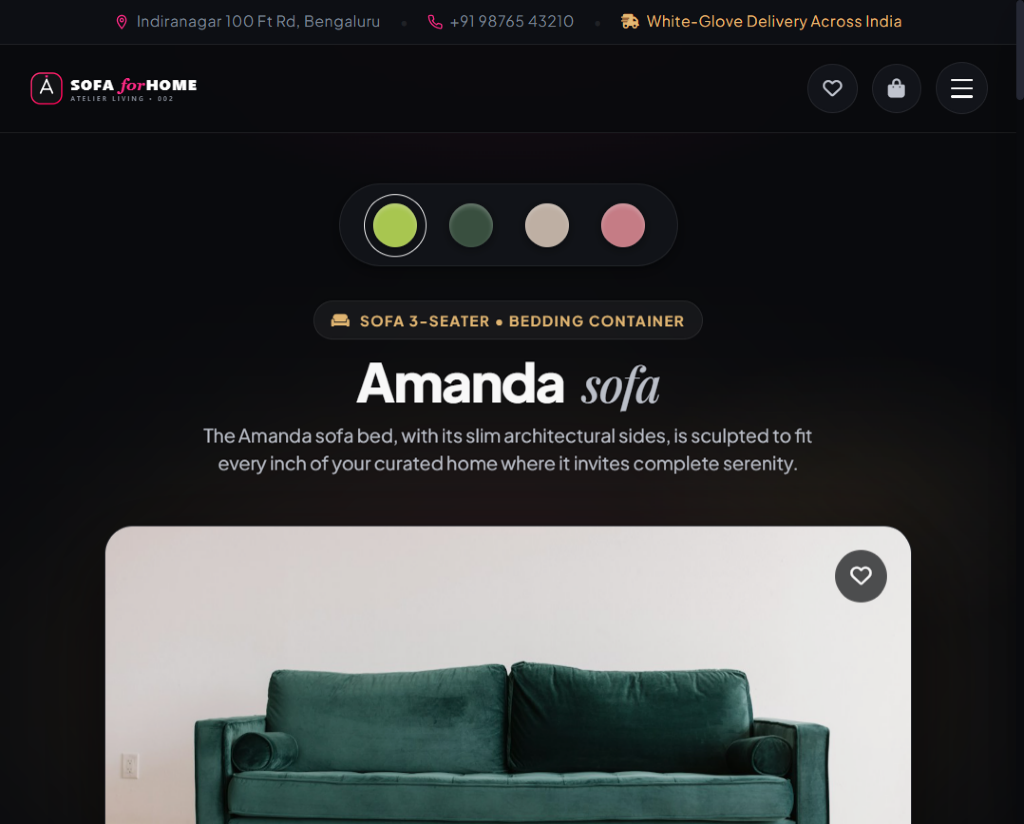 Indiranagar 100 Ft Rd, Bengaluru • +91 98765 43210 • White-Glove Delivery Across India
A SOFA forHOME
ATELIER LIVING • 002
SOFA 3-SEATER • BEDDING CONTAINER
Amanda sofa
The Amanda sofa bed, with its slim architectural sides, is sculpted to fit
every inch of your curated home where it invites complete serenity.